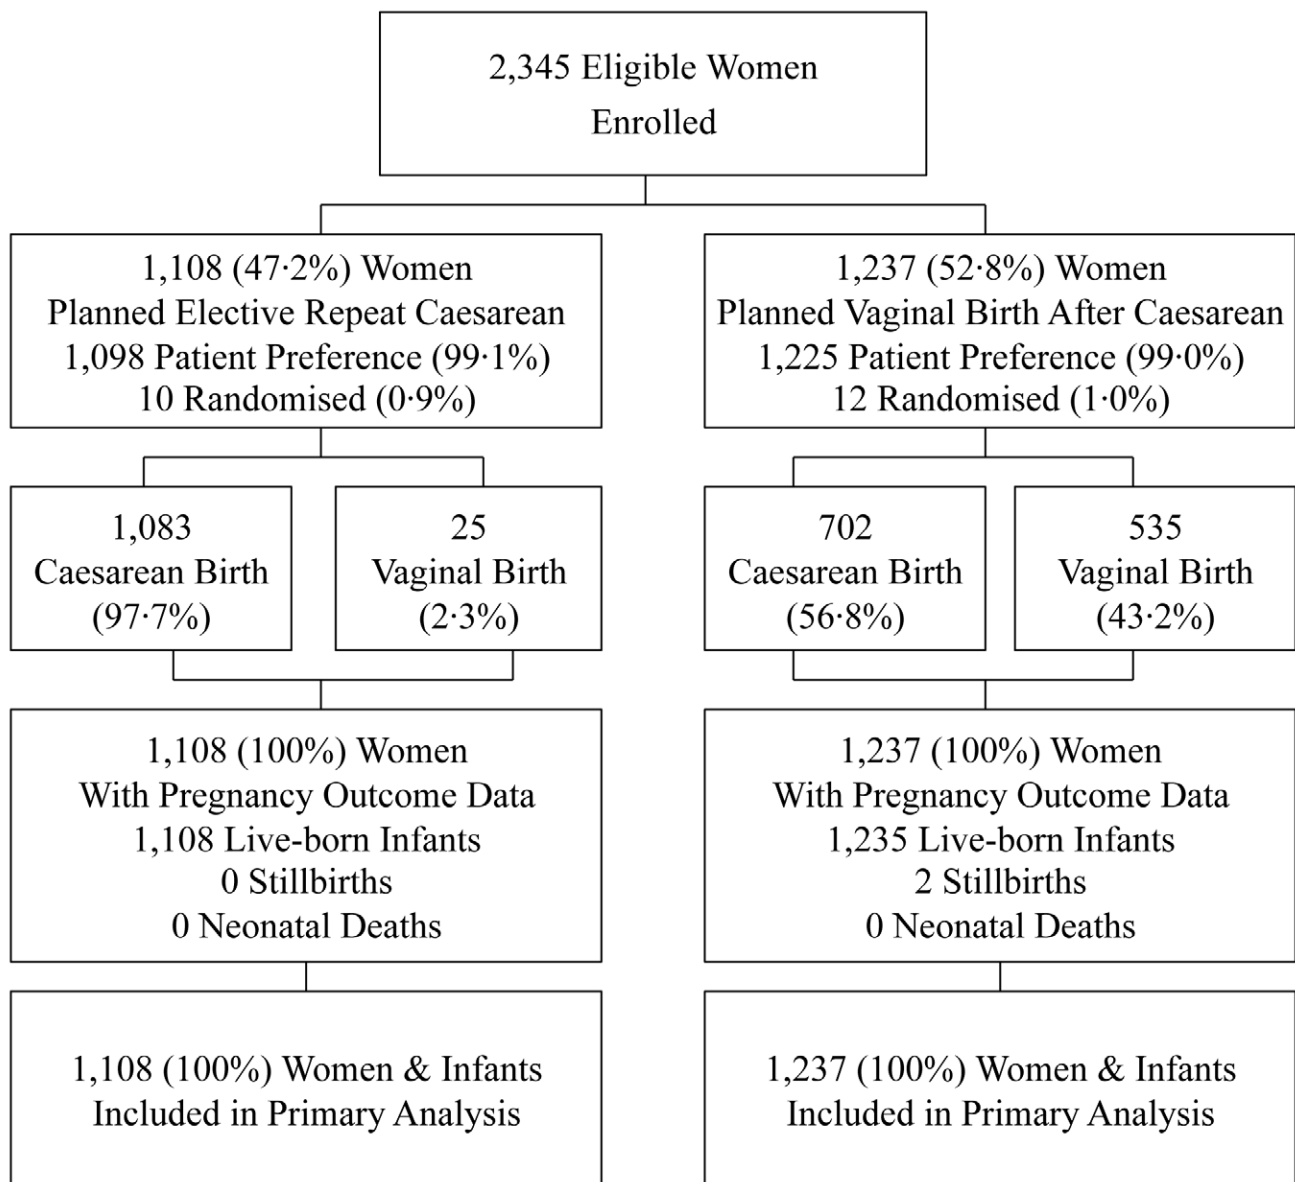 2,345 Eligible Women
Enrolled
1,108 (47·2%) Women
Planned Elective Repeat Caesarean
1,098 Patient Preference (99·1%)
10 Randomised (0·9%)
1,237 (52·8%) Women
Planned Vaginal Birth After Caesarean
1,225 Patient Preference (99·0%)
12 Randomised (1·0%)
1,083
Caesarean Birth
(97·7%)
25
Vaginal Birth
(2·3%)
702
Caesarean Birth
(56·8%)
535
Vaginal Birth
(43·2%)
1,108 (100%) Women
With Pregnancy Outcome Data
1,108 Live-born Infants
0 Stillbirths
0 Neonatal Deaths
1,237 (100%) Women
With Pregnancy Outcome Data
1,235 Live-born Infants
2 Stillbirths
0 Neonatal Deaths
1,108 (100%) Women & Infants
Included in Primary Analysis
1,237 (100%) Women & Infants
Included in Primary Analysis